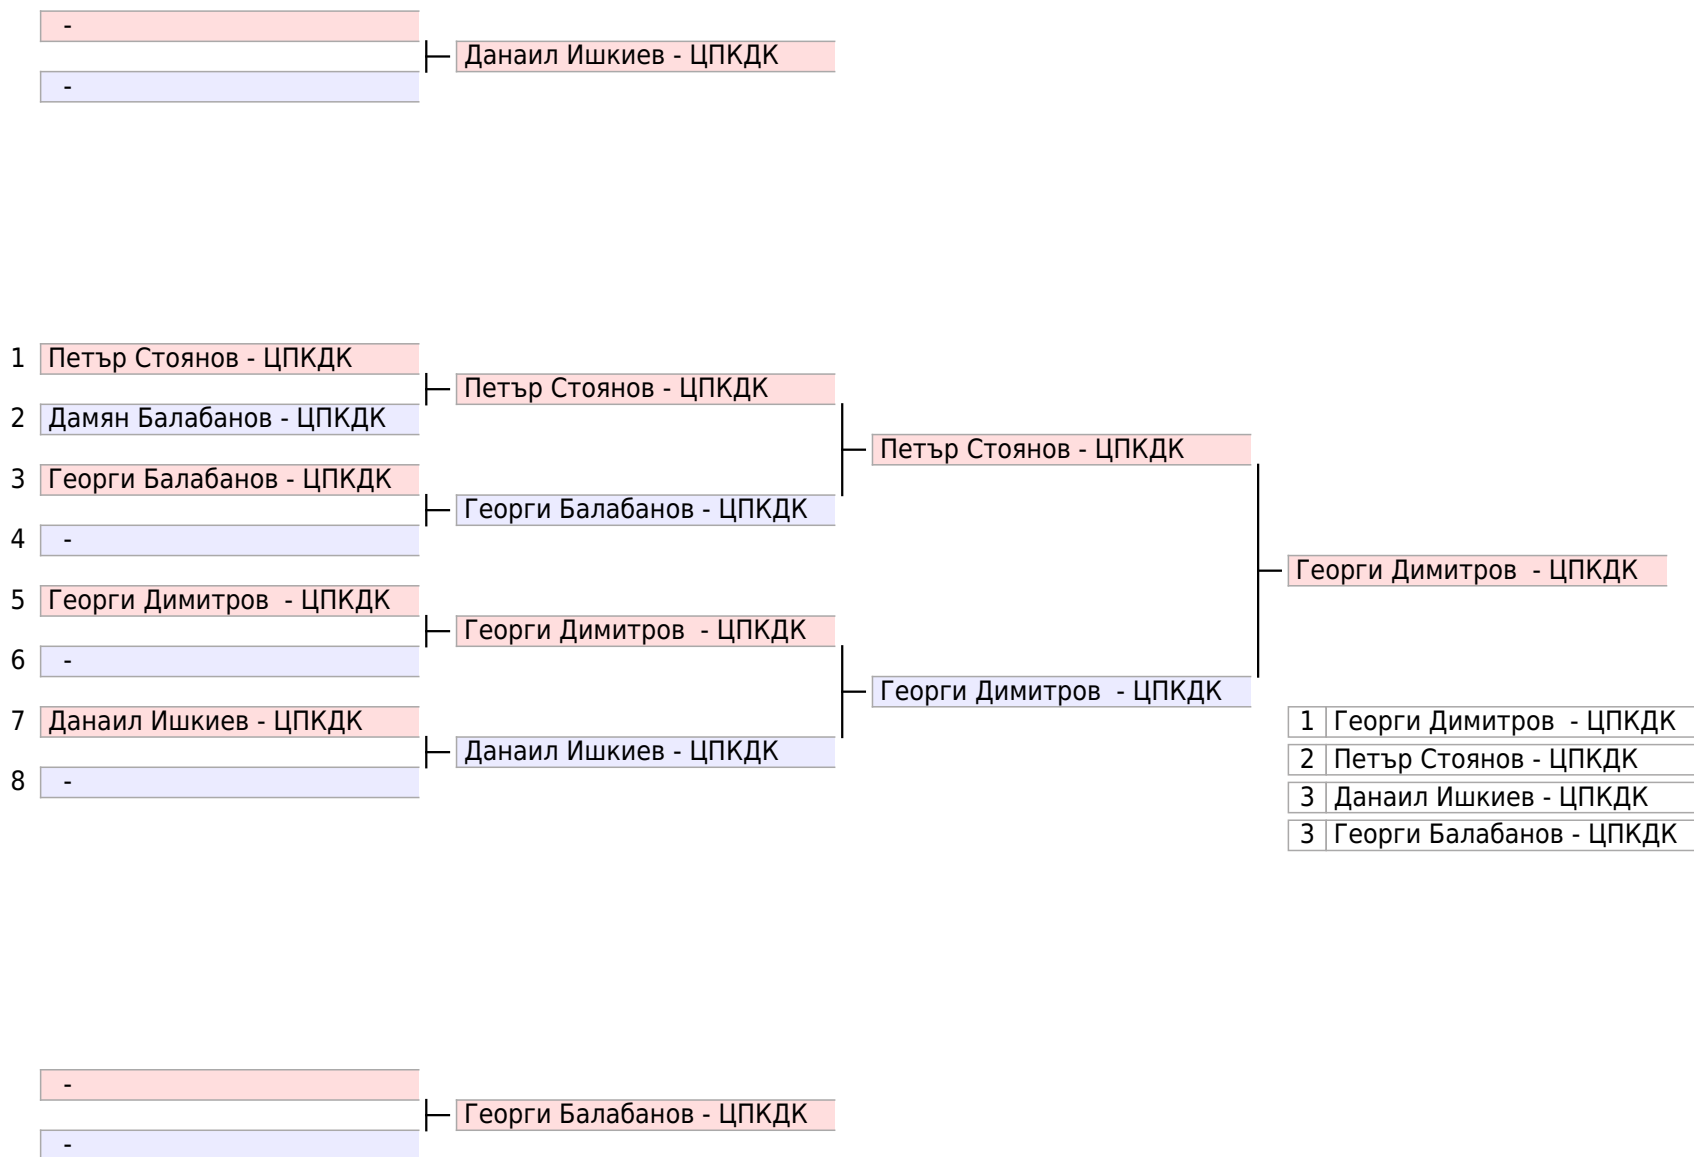 -
Данаил Ишкиев - ЦПКДК
-
1 Петър Стоянов - ЦПКДК
Петър Стоянов - ЦПКДК
2 Дамян Балабанов - ЦПКДК
Петър Стоянов - ЦПКДК
3 Георги Балабанов - ЦПКДК
Георги Балабанов - ЦПКДК
4 -
Георги Димитров - ЦПКДК
5 Георги Димитров - ЦПКДК
Георги Димитров - ЦПКДК
6 -
Георги Димитров - ЦПКДК
7 Данаил Ишкиев - ЦПКДК
1 Георги Димитров - ЦПКДК
Данаил Ишкиев - ЦПКДК
2 Петър Стоянов - ЦПКДК
8 -
3 Данаил Ишкиев - ЦПКДК
3 Георги Балабанов - ЦПКДК
-
Георги Балабанов - ЦПКДК
-